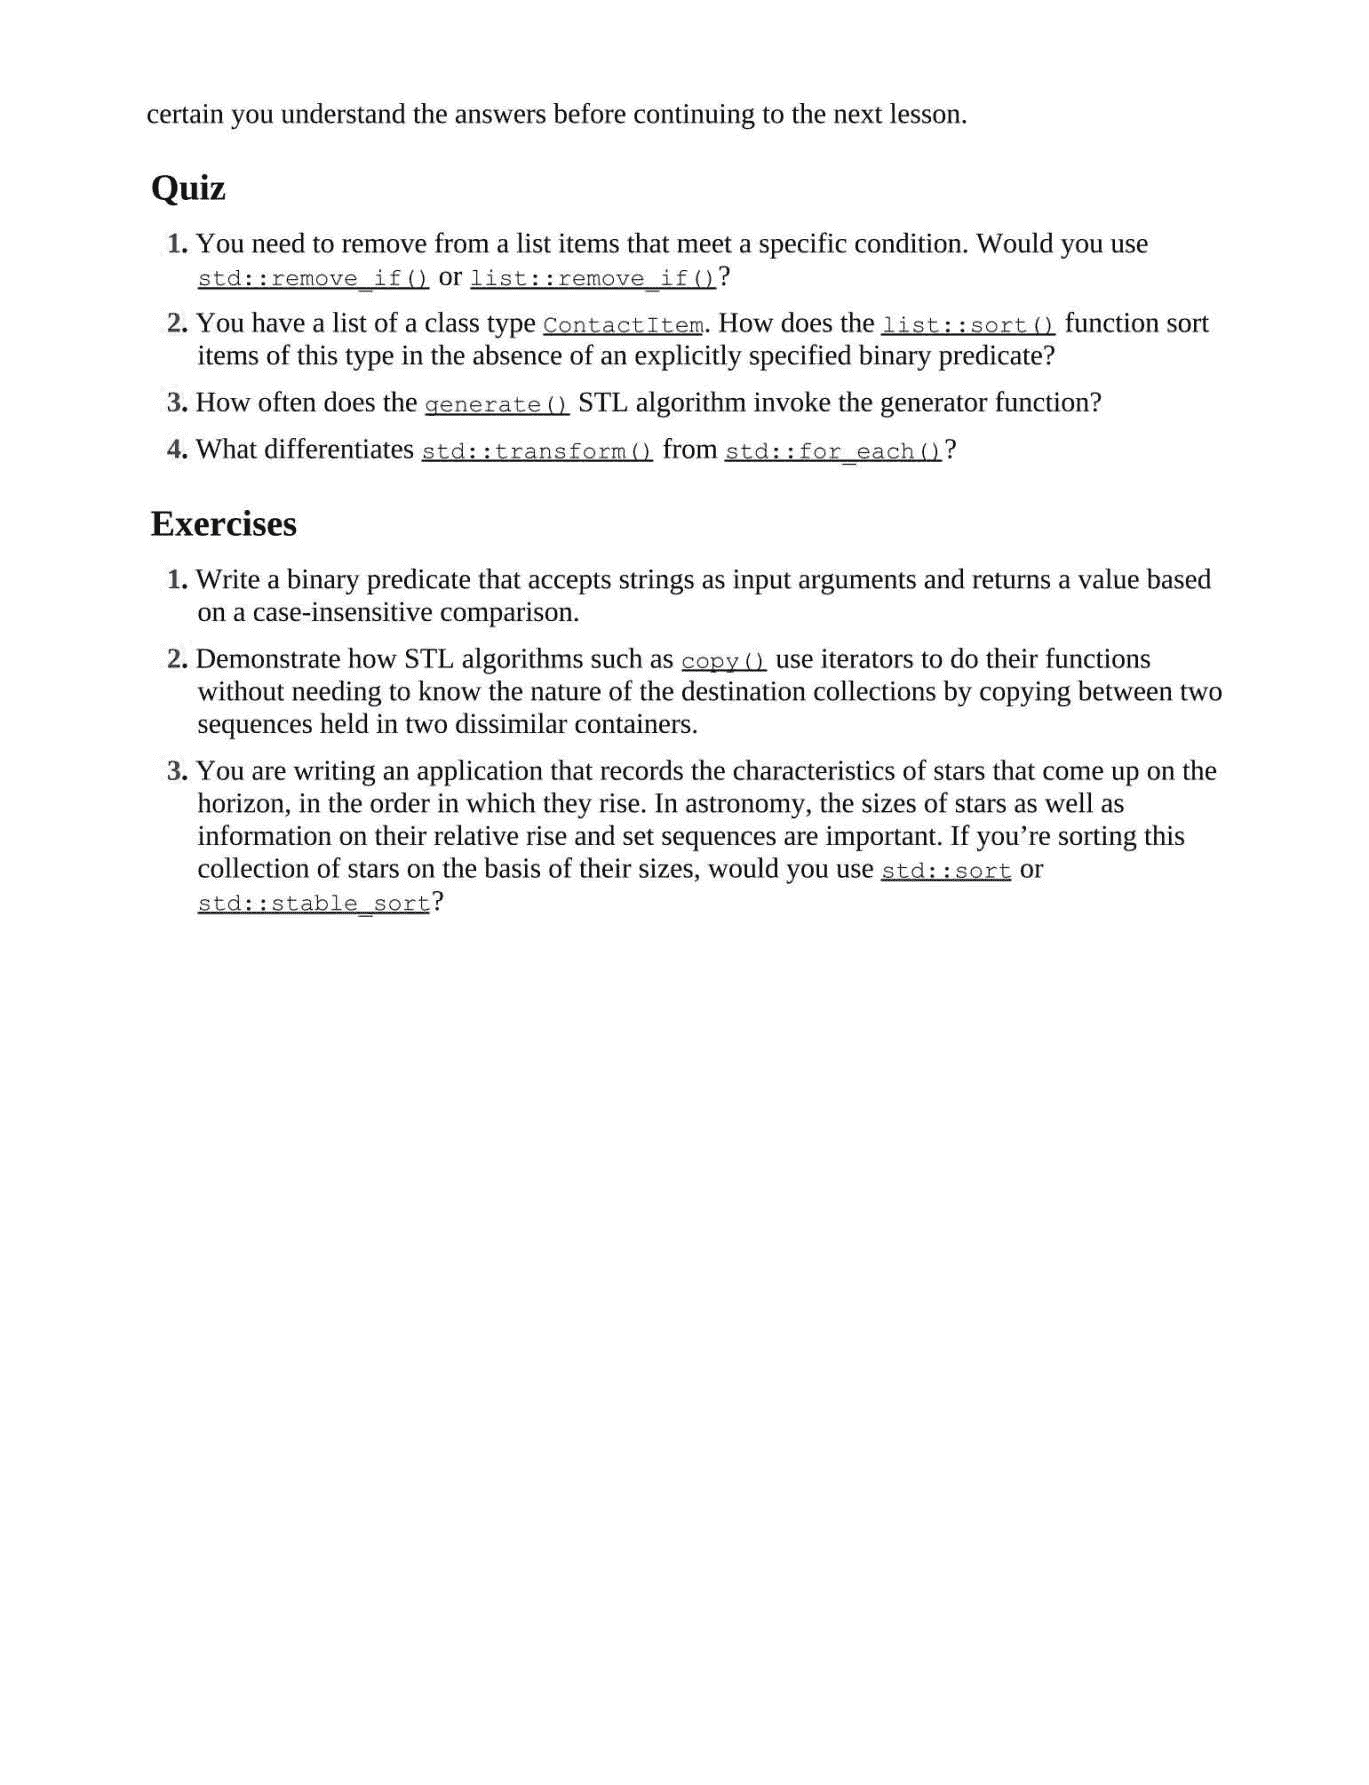 certain you understand the answers before continuing to the next lesson.
Quiz
1. You need to remove from a list items that meet a specific condition. Would you use
std::remove_if() or list::remove_if()?
2. You have a list of a class type ContactItem. How does the list::sort() function sort
items of this type in the absence of an explicitly specified binary predicate?
3. How often does the generate() STL algorithm invoke the generator function?
4. What differentiates std::transform() from std::for_each()?
Exercises
1. Write a binary predicate that accepts strings as input arguments and returns a value based
on a case-insensitive comparison.
2. Demonstrate how STL algorithms such as copy() use iterators to do their functions
without needing to know the nature of the destination collections by copying between two
sequences held in two dissimilar containers.
3. You are writing an application that records the characteristics of stars that come up on the
horizon, in the order in which they rise. In astronomy, the sizes of stars as well as
information on their relative rise and set sequences are important. If you’re sorting this
collection of stars on the basis of their sizes, would you use std::sort or
std::stable_sort?